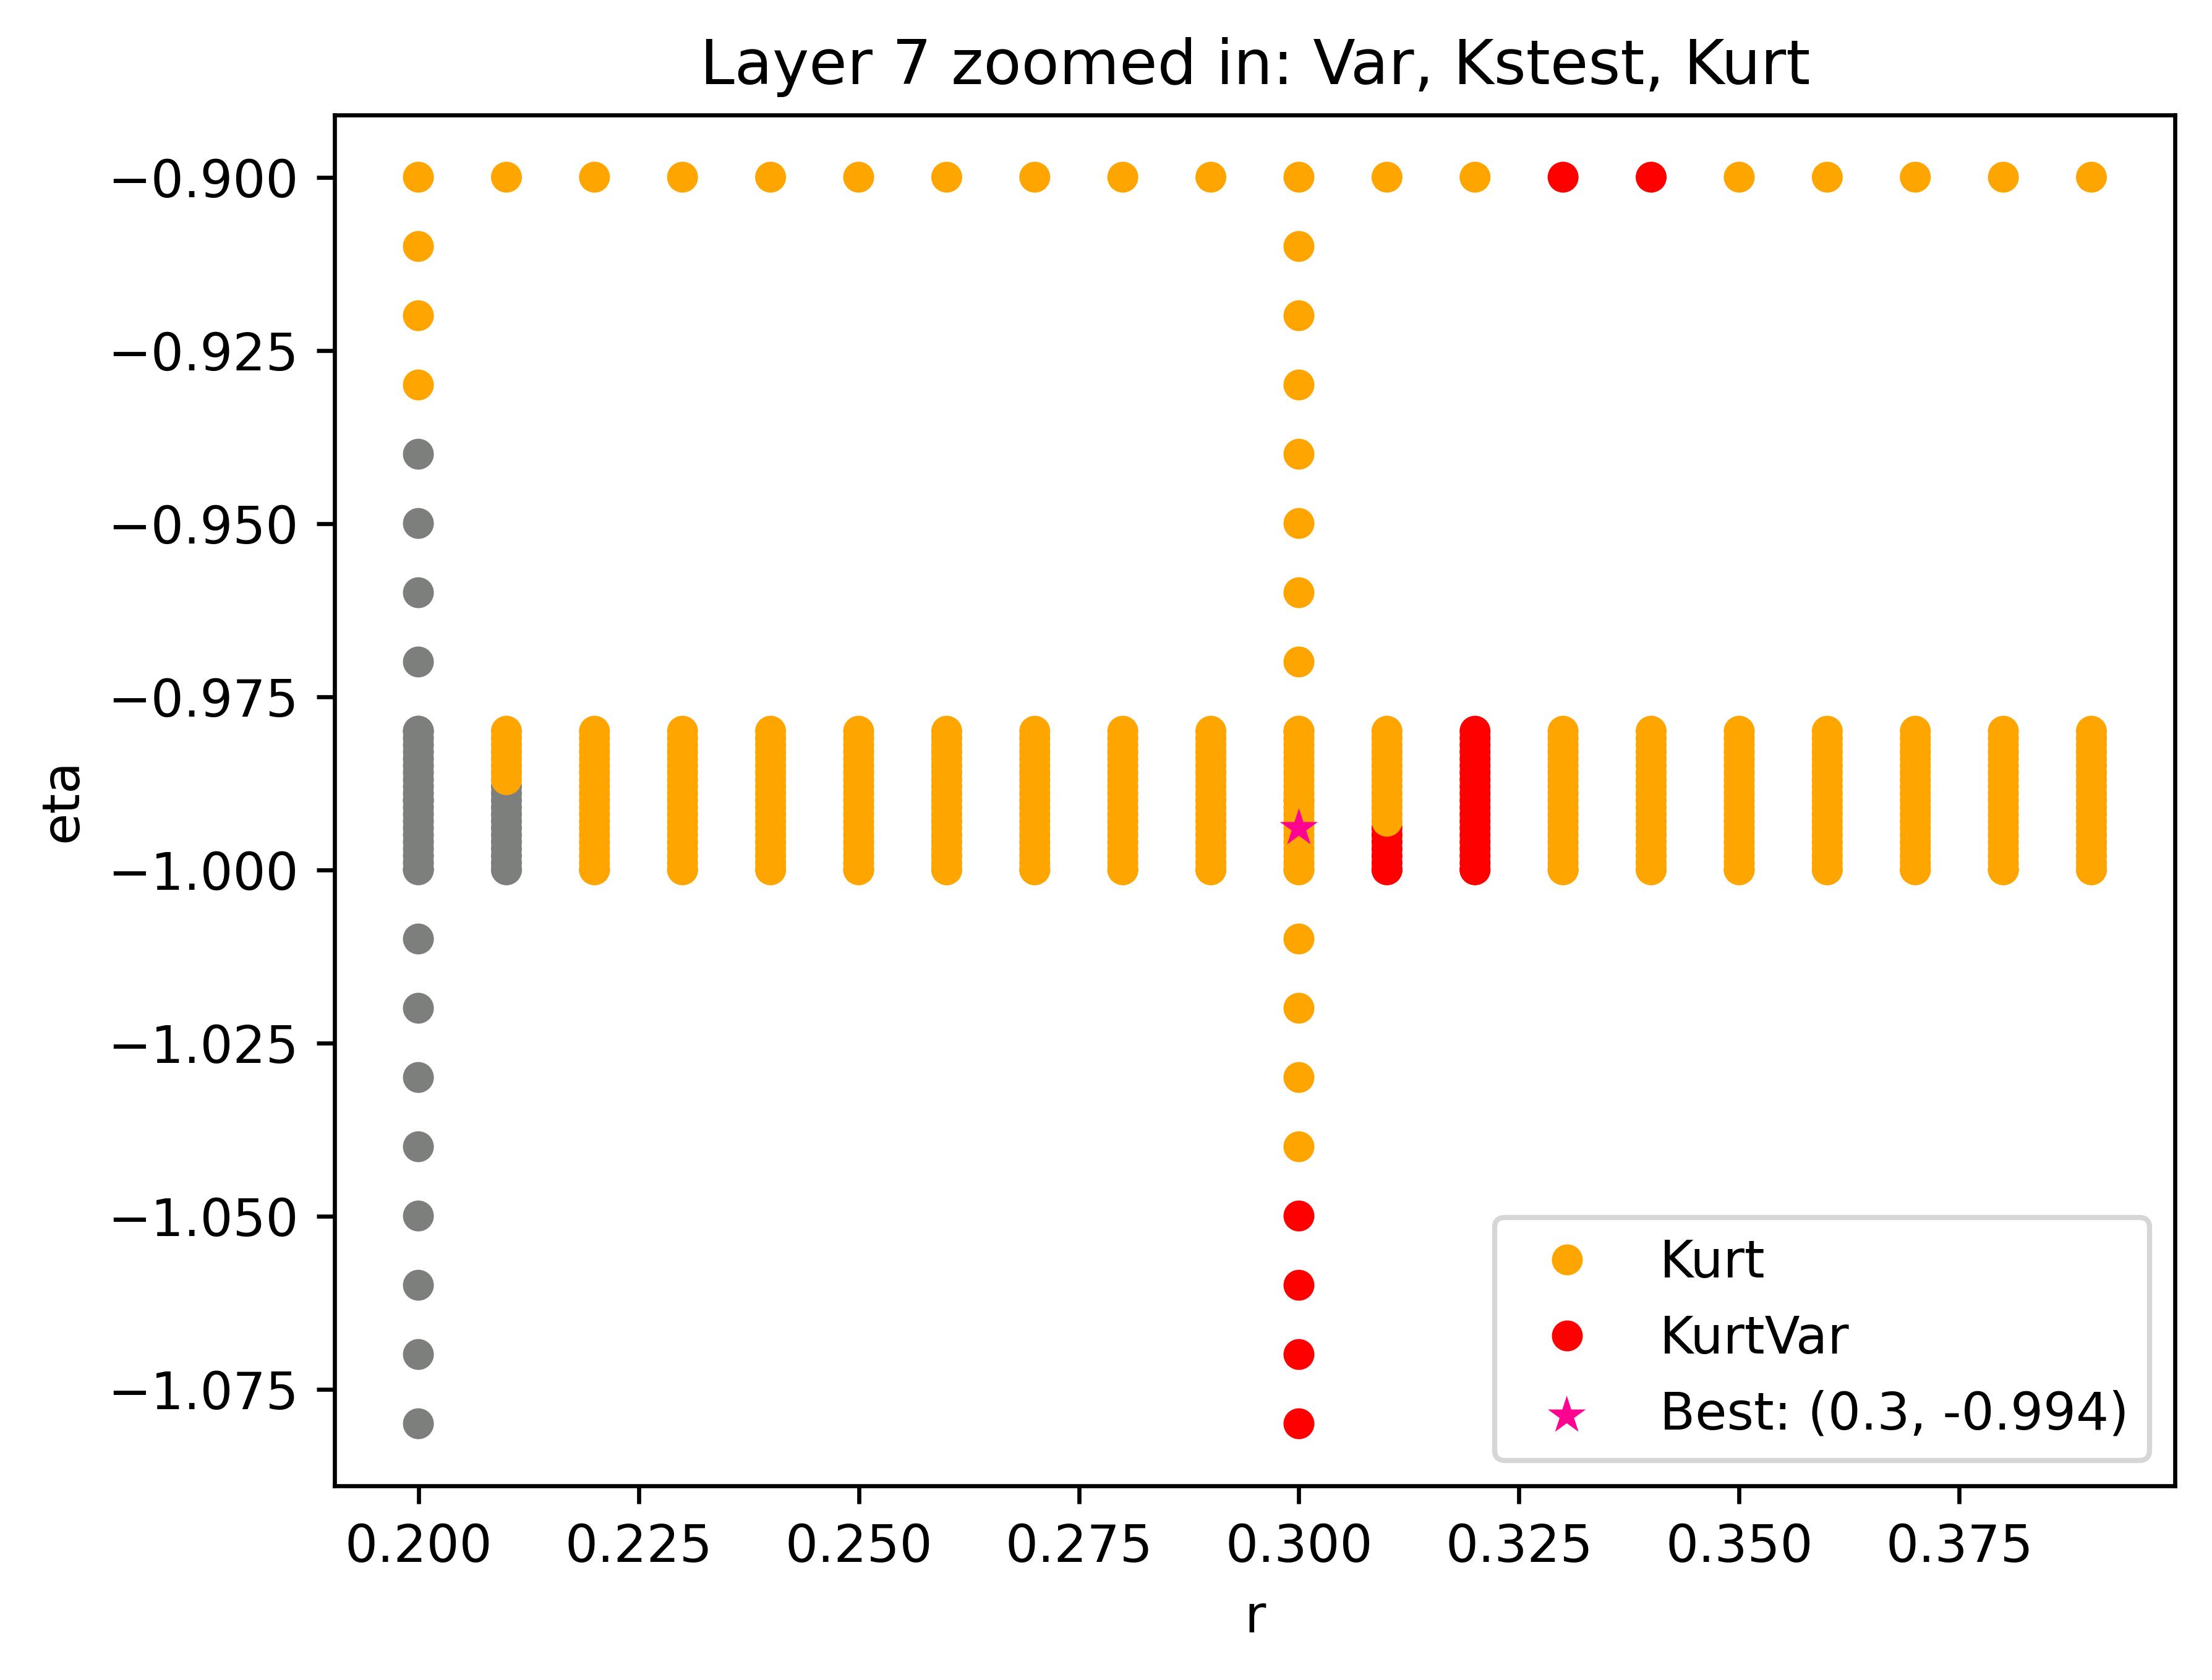 Layer 7 zoomed in: Var, Kstest, Kurt
−0.900
−0.925
−0.950
−0.975
−1.000
−1.025
−1.050
−1.075
eta
Kurt
KurtVar
Best: (0.3, -0.994)
0.200 0.225 0.250 0.275 0.300 0.325 0.350 0.375
r